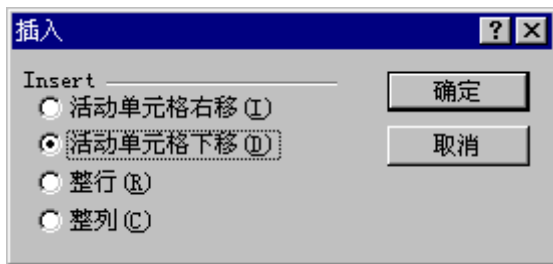 插入
Insert
活动单元格右移(I)
确定
活动单元格下移(D)
取消
整行(R)
整列(C)